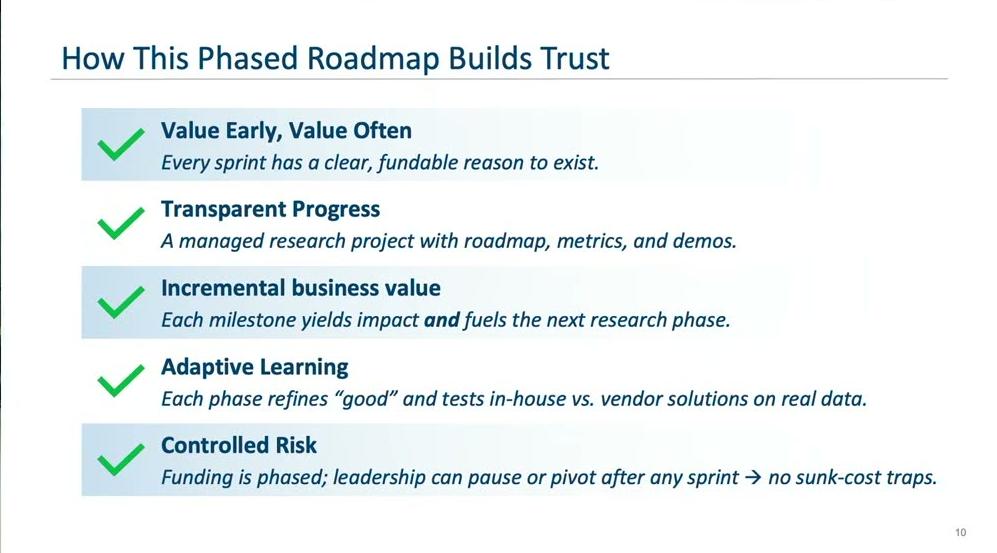 How This Phased Roadmap Builds Trust
Value Early, Value Often
Every sprint has a clear, fundable reason to exist.
Transparent Progress
A managed research project with roadmap, metrics, and demos.
Incremental business value
Each milestone yields impact and fuels the next research phase.
Adaptive Learning
Each phase refines “good” and tests in-house vs. vendor solutions on real data.
Controlled Risk
Funding is phased; leadership can pause or pivot after any sprint → no sunk-cost traps.
10